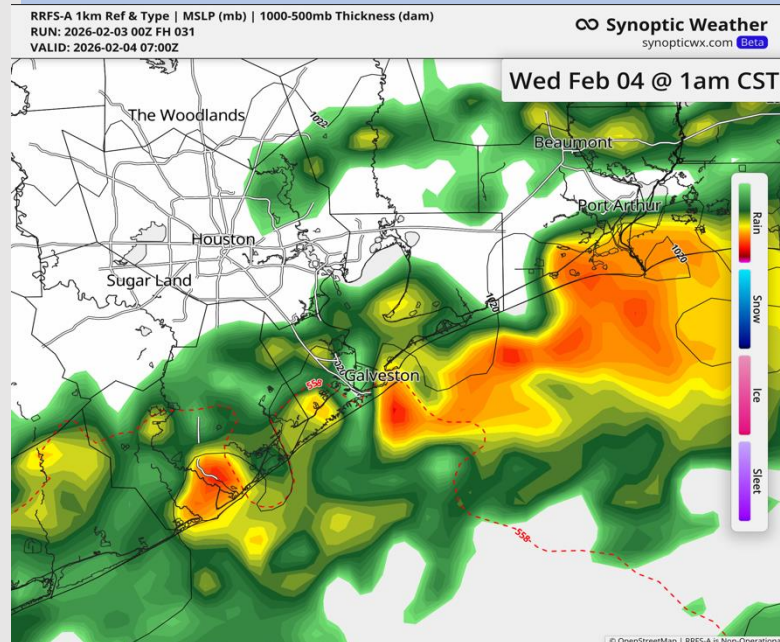 RRFS-A 1km Ref & Type | MSLP (mb) | 1000-500mb Thickness (dam)
RUN: 2026-02-03 00Z FH 031
VALID: 2026-02-04 07:00Z
Synoptic Weather
synopticwx.com Beta
Wed Feb 04 @ 1am CST
The Woodlands
1022
Beaumont
Port Arthur
Houston
1020
Sugar Land
Rain
1020
Snow
Galveston
558
Ice
Sleet
558
© OpenStreetMap | RRFS-A is Non-Operational